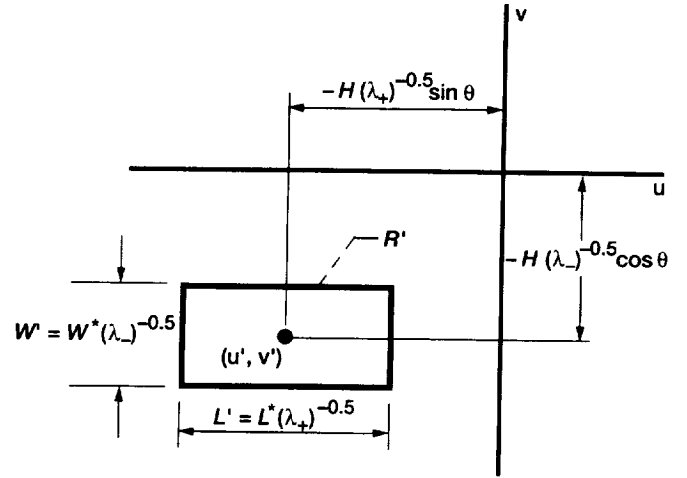 v
−H (λ₊)⁻⁰·⁵ sin θ
u
R'
−H (λ₋)⁻⁰·⁵ cos θ
W' = W*(λ₋)⁻⁰·⁵
(u', v')
L' = L*(λ₊)⁻⁰·⁵